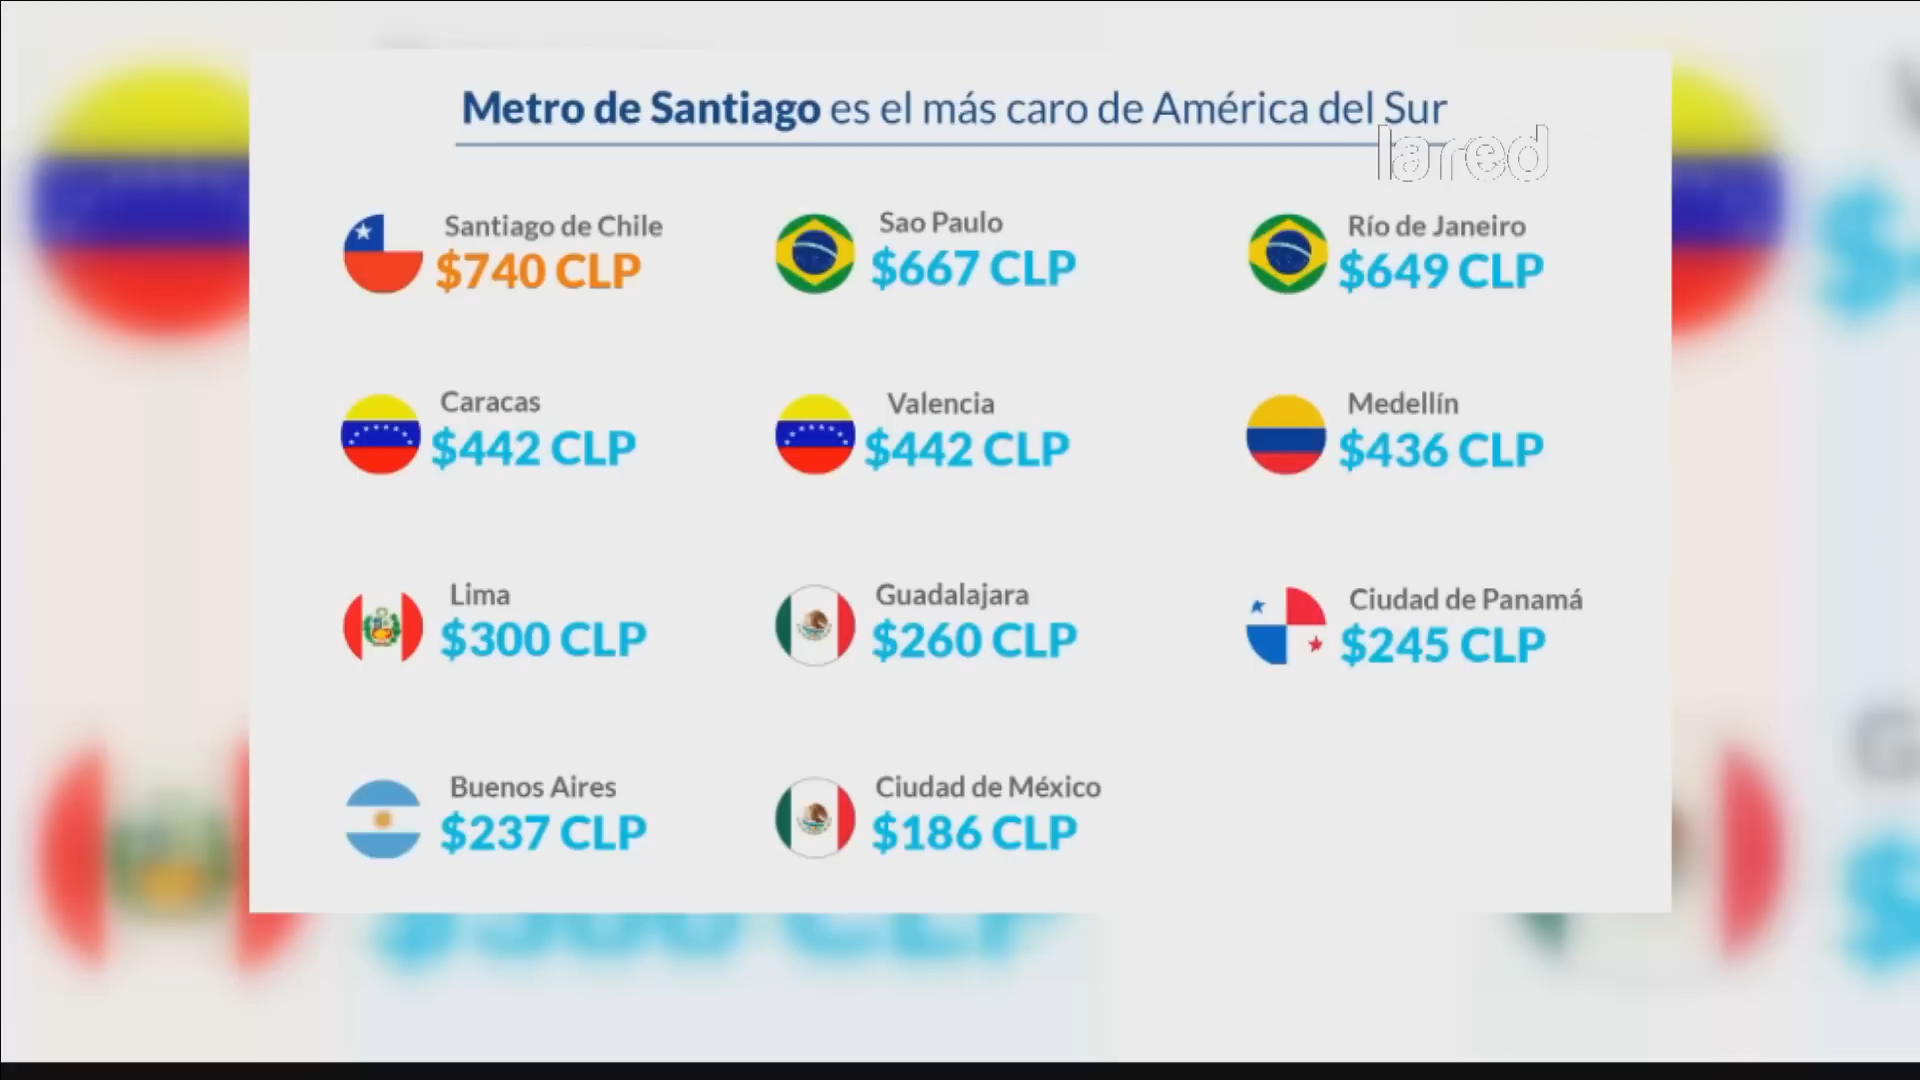 Metro de Santiago es el más caro de América del Sur
lared
Santiago de Chile
$740 CLP
Sao Paulo
$667 CLP
Río de Janeiro
$649 CLP
Caracas
$442 CLP
Valencia
$442 CLP
Medellín
$436 CLP
Lima
$300 CLP
Guadalajara
$260 CLP
Ciudad de Panamá
$245 CLP
Buenos Aires
$237 CLP
Ciudad de México
$186 CLP